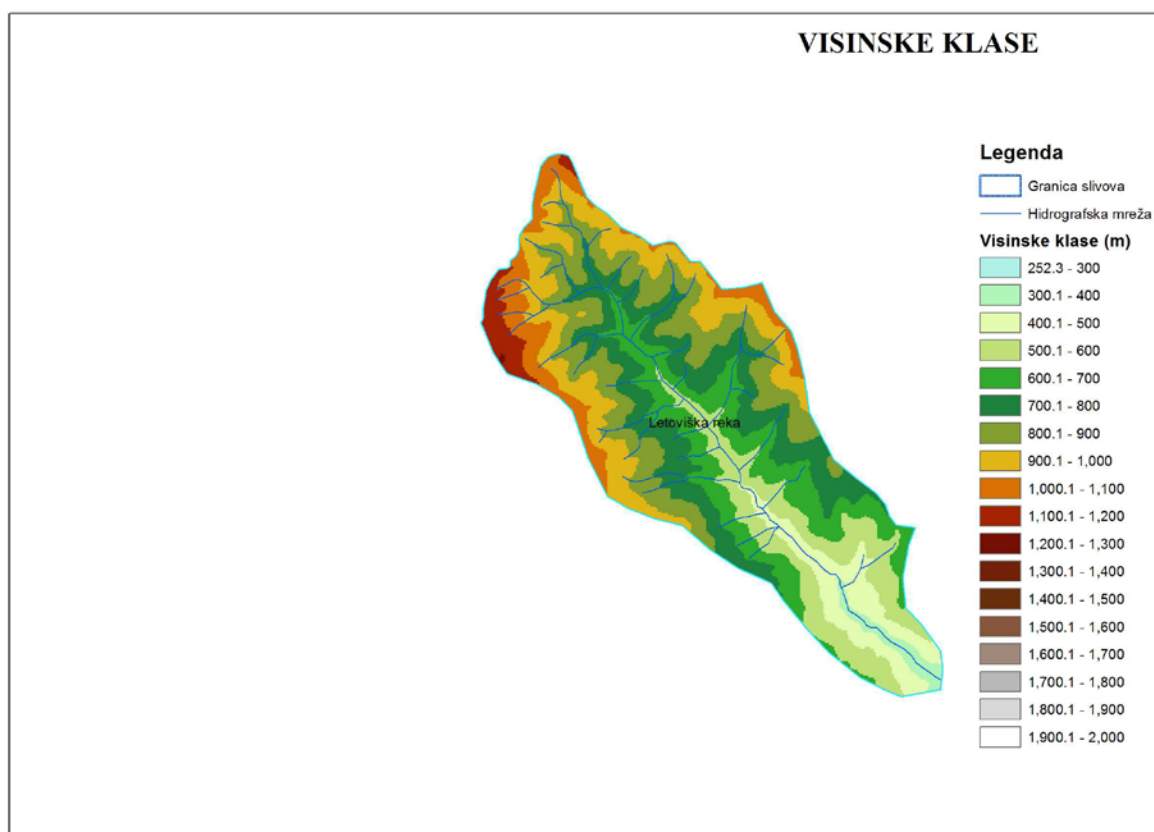 VISINSKE KLASE
Legenda
Granica slivova
Hidrografska mreža
Visinske klase (m)
252.3 - 300
300.1 - 400
400.1 - 500
500.1 - 600
600.1 - 700
700.1 - 800
800.1 - 900
900.1 - 1,000
1,000.1 - 1,100
1,100.1 - 1,200
1,200.1 - 1,300
1,300.1 - 1,400
1,400.1 - 1,500
1,500.1 - 1,600
1,600.1 - 1,700
1,700.1 - 1,800
1,800.1 - 1,900
1,900.1 - 2,000
Letoviška reka